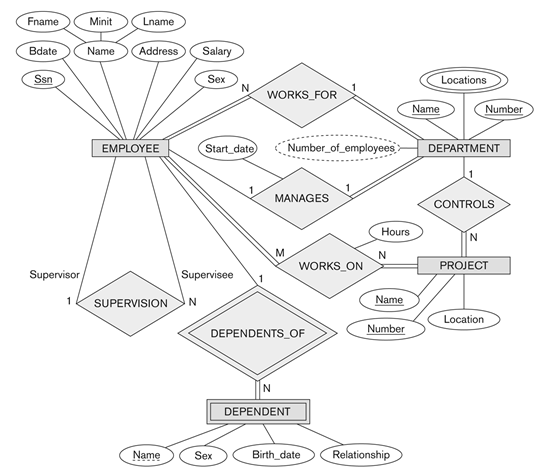 Fname
Minit
Lname
Bdate
Name
Address
Salary
Ssn
Sex
N
WORKS_FOR
1
Locations
Name
Number
EMPLOYEE
Start_date
Number_of_employees
DEPARTMENT
1
MANAGES
1
1
CONTROLS
Hours
M
WORKS_ON
N
N
PROJECT
Supervisor
Supervisee
1
SUPERVISION
N
1
Name
Number
Location
DEPENDENTS_OF
N
DEPENDENT
Name
Sex
Birth_date
Relationship